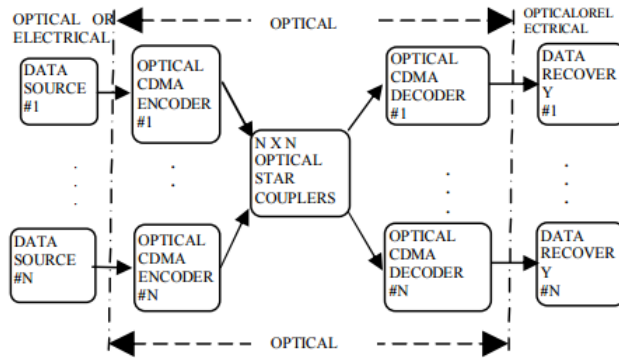 OPTICAL OR
ELECTRICAL
OPTICAL
OPTICALOREL
ECTRICAL
DATA
SOURCE
#1
OPTICAL
CDMA
ENCODER
#1
OPTICAL
CDMA
DECODER
#1
DATA
RECOVER
Y
#1
N X N
OPTICAL
STAR
COUPLERS
DATA
SOURCE
#N
OPTICAL
CDMA
ENCODER
#N
OPTICAL
CDMA
DECODER
#N
DATA
RECOVER
Y
#N
OPTICAL